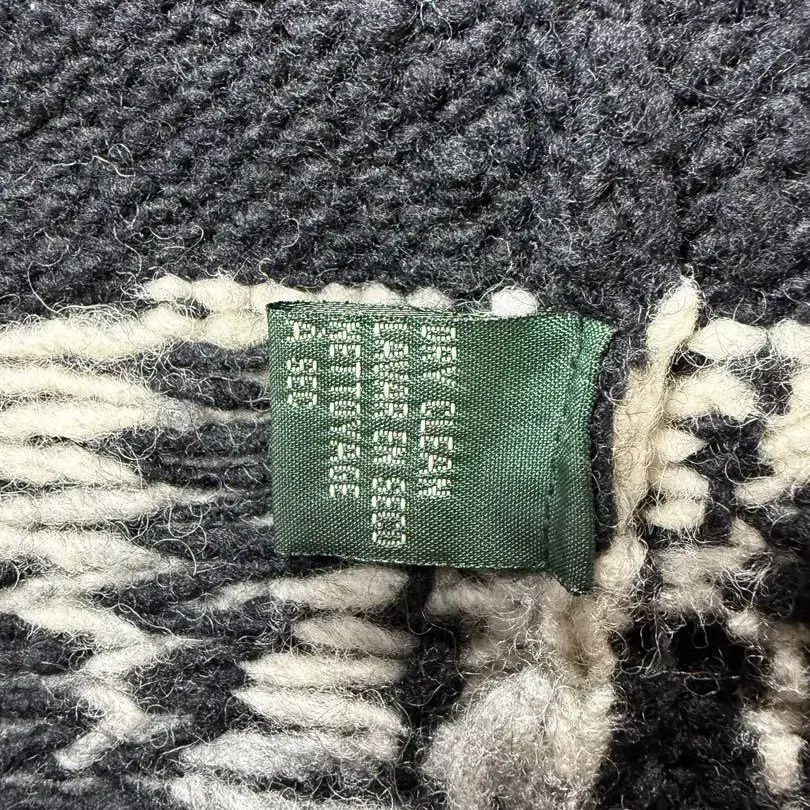 DRY CLEAN
LAVAR EN SECO
NETTOYAGE
A SEC